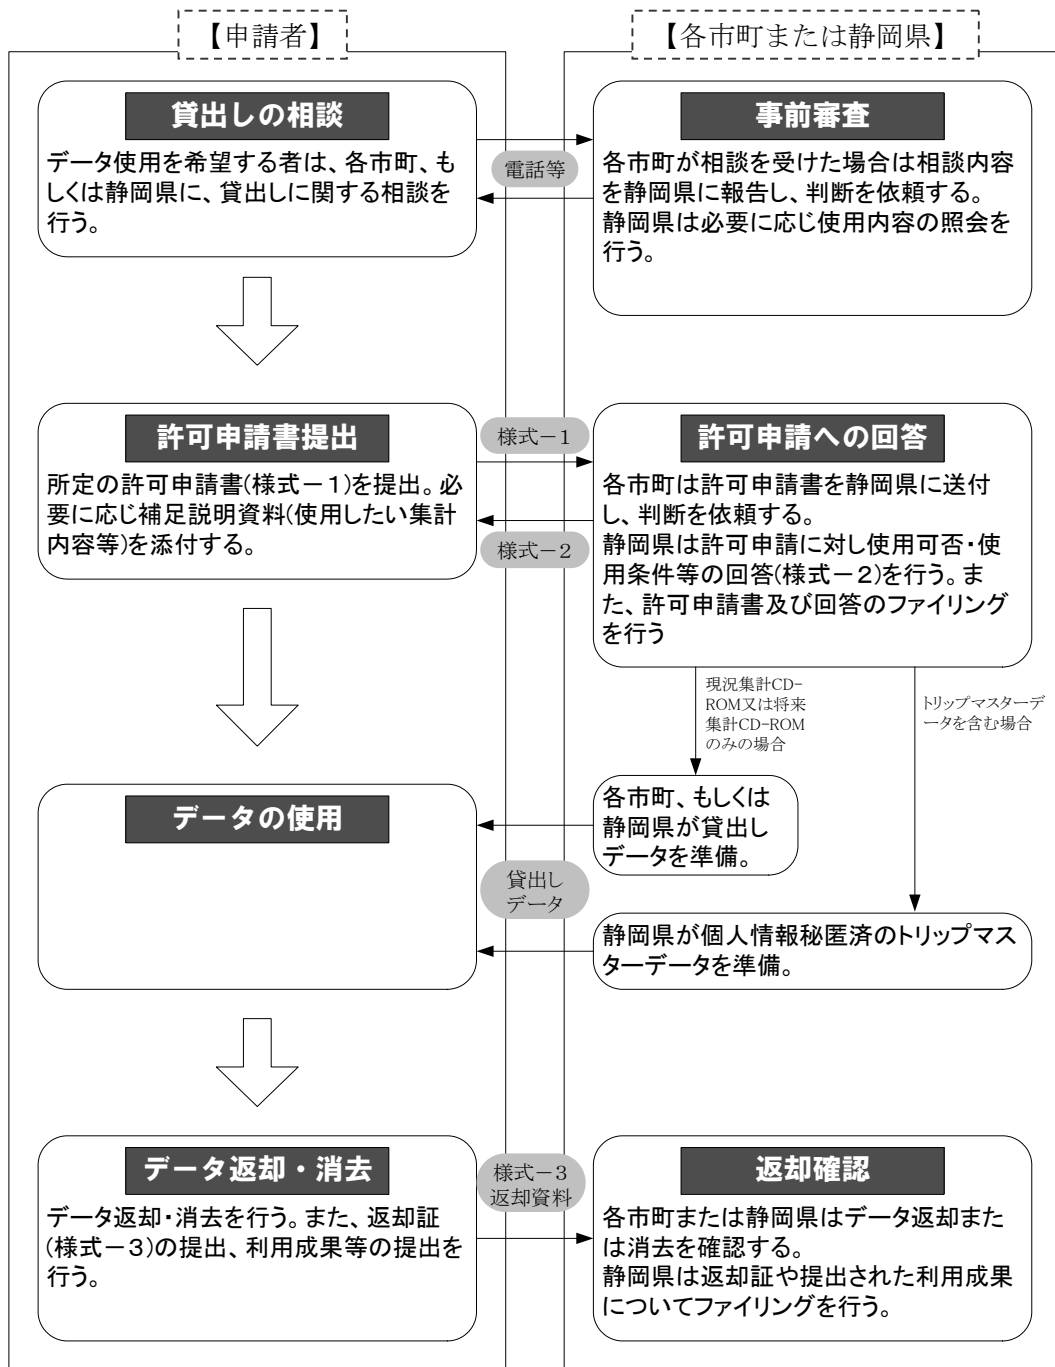 【申請者】
【各市町または静岡県】
貸出しの相談
データ使用を希望する者は、各市町、も
しくは静岡県に、貸出しに関する相談を
行う。
電話等
事前審査
各市町が相談を受けた場合は相談内容
を静岡県に報告し、判断を依頼する。
静岡県は必要に応じ使用内容の照会を
行う。
許可申請書提出
所定の許可申請書(様式－1)を提出。必
要に応じ補足説明資料(使用したい集計
内容等)を添付する。
様式－1
様式－2
許可申請への回答
各市町は許可申請書を静岡県に送付
し、判断を依頼する。
静岡県は許可申請に対し使用可否・使
用条件等の回答(様式－2)を行う。ま
た、許可申請書及び回答のファイリング
を行う
現況集計CD-
ROM又は将来
集計CD-ROM
のみの場合
トリップマスターデ
ータを含む場合
データの使用
各市町、もしくは
静岡県が貸出し
データを準備。
貸出し
データ
静岡県が個人情報秘匿済のトリップマス
ターデータを準備。
データ返却・消去
データ返却・消去を行う。また、返却証
(様式－3)の提出、利用成果等の提出を
行う。
様式－3
返却資料
返却確認
各市町または静岡県はデータ返却また
は消去を確認する。
静岡県は返却証や提出された利用成果
についてファイリングを行う。